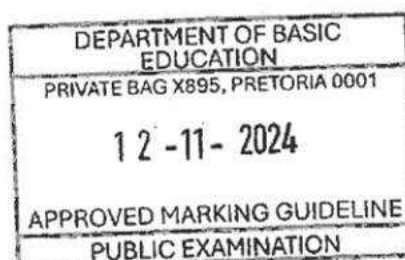 DEPARTMENT OF BASIC
EDUCATION
PRIVATE BAG X895, PRETORIA 0001
12 -11- 2024
APPROVED MARKING GUIDELINE
PUBLIC EXAMINATION